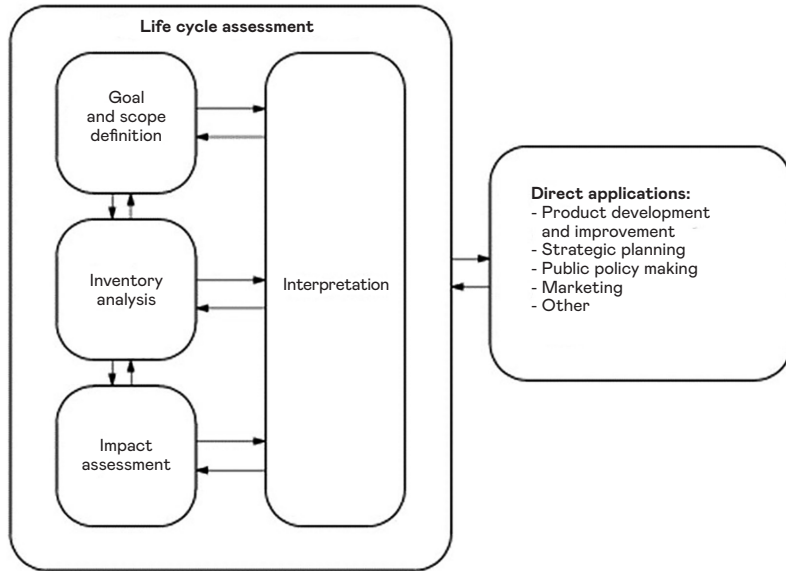 Life cycle assessment
Goal
and scope
definition
Inventory
analysis
Impact
assessment
Interpretation
Direct applications:
- Product development
and improvement
- Strategic planning
- Public policy making
- Marketing
- Other